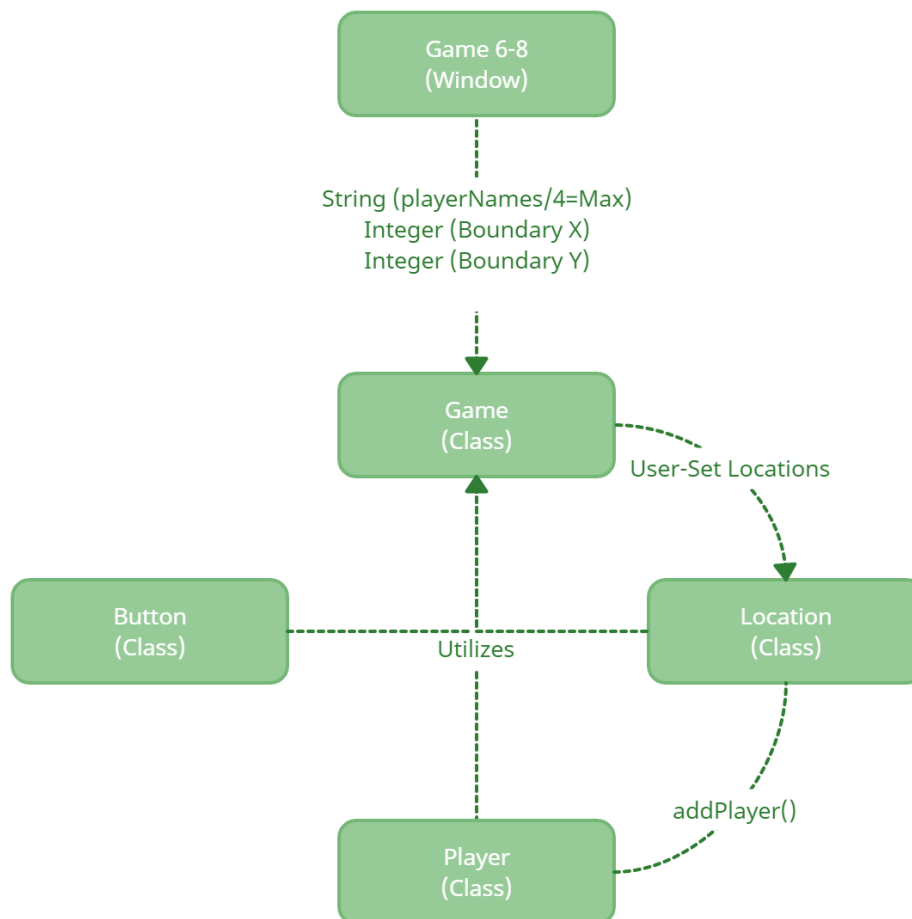 Game 6-8
(Window)
String (playerNames/4=Max)
Integer (Boundary X)
Integer (Boundary Y)
Game
(Class)
User-Set Locations
Button
(Class)
Location
(Class)
Utilizes
addPlayer()
Player
(Class)